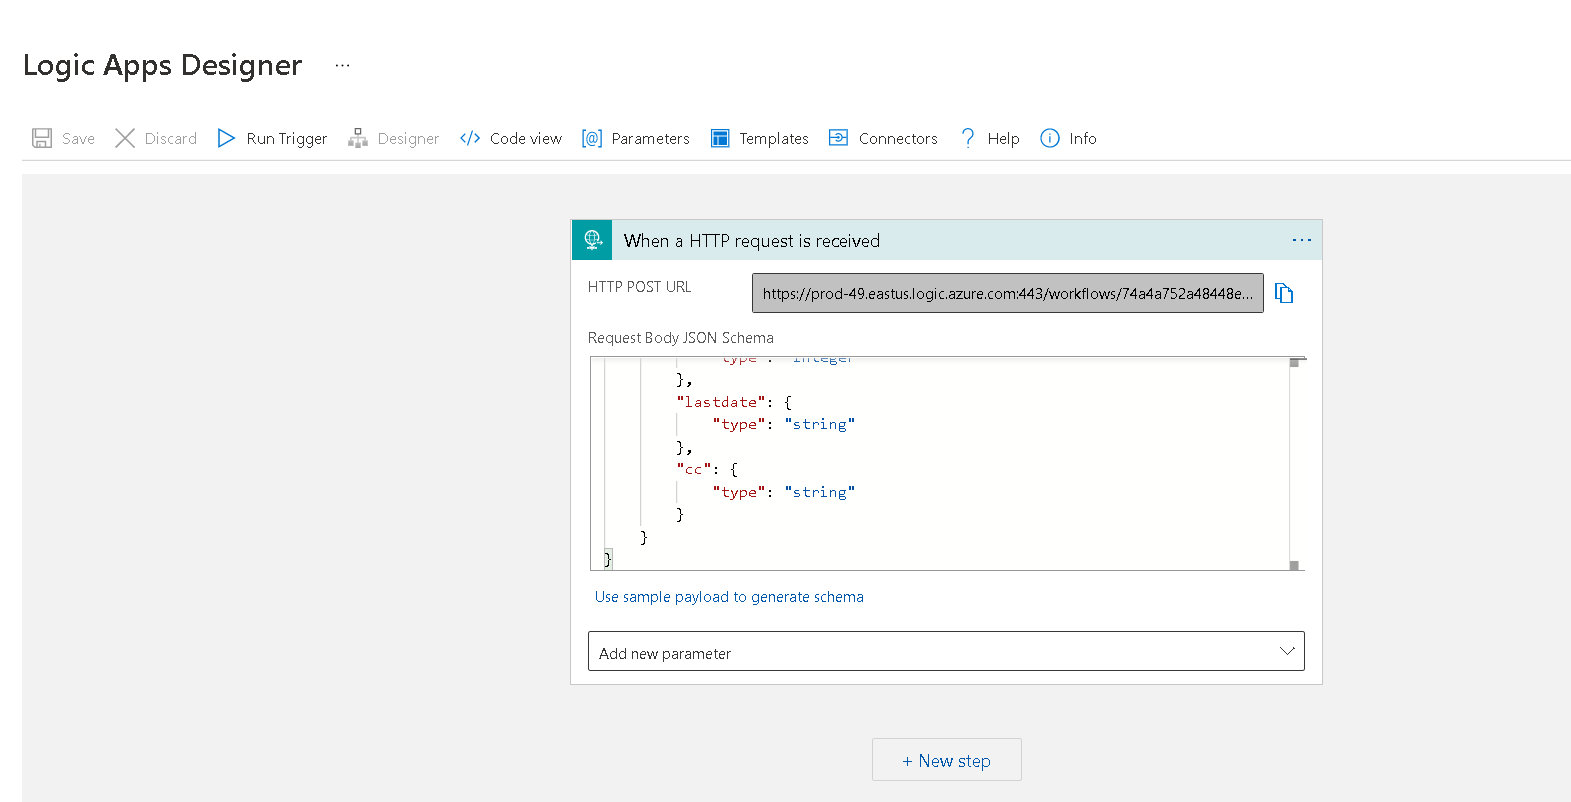 Logic Apps Designer ...
Save Discard Run Trigger Designer </> Code view [@] Parameters Templates Connectors ? Help Info
When a HTTP request is received ...
HTTP POST URL https://prod-49.eastus.logic.azure.com:443/workflows/74a4a752a48448e...
Request Body JSON Schema
"type": "integer"
},
"lastdate": {
"type": "string"
},
"cc": {
"type": "string"
}
}
}
Use sample payload to generate schema
Add new parameter
+ New step